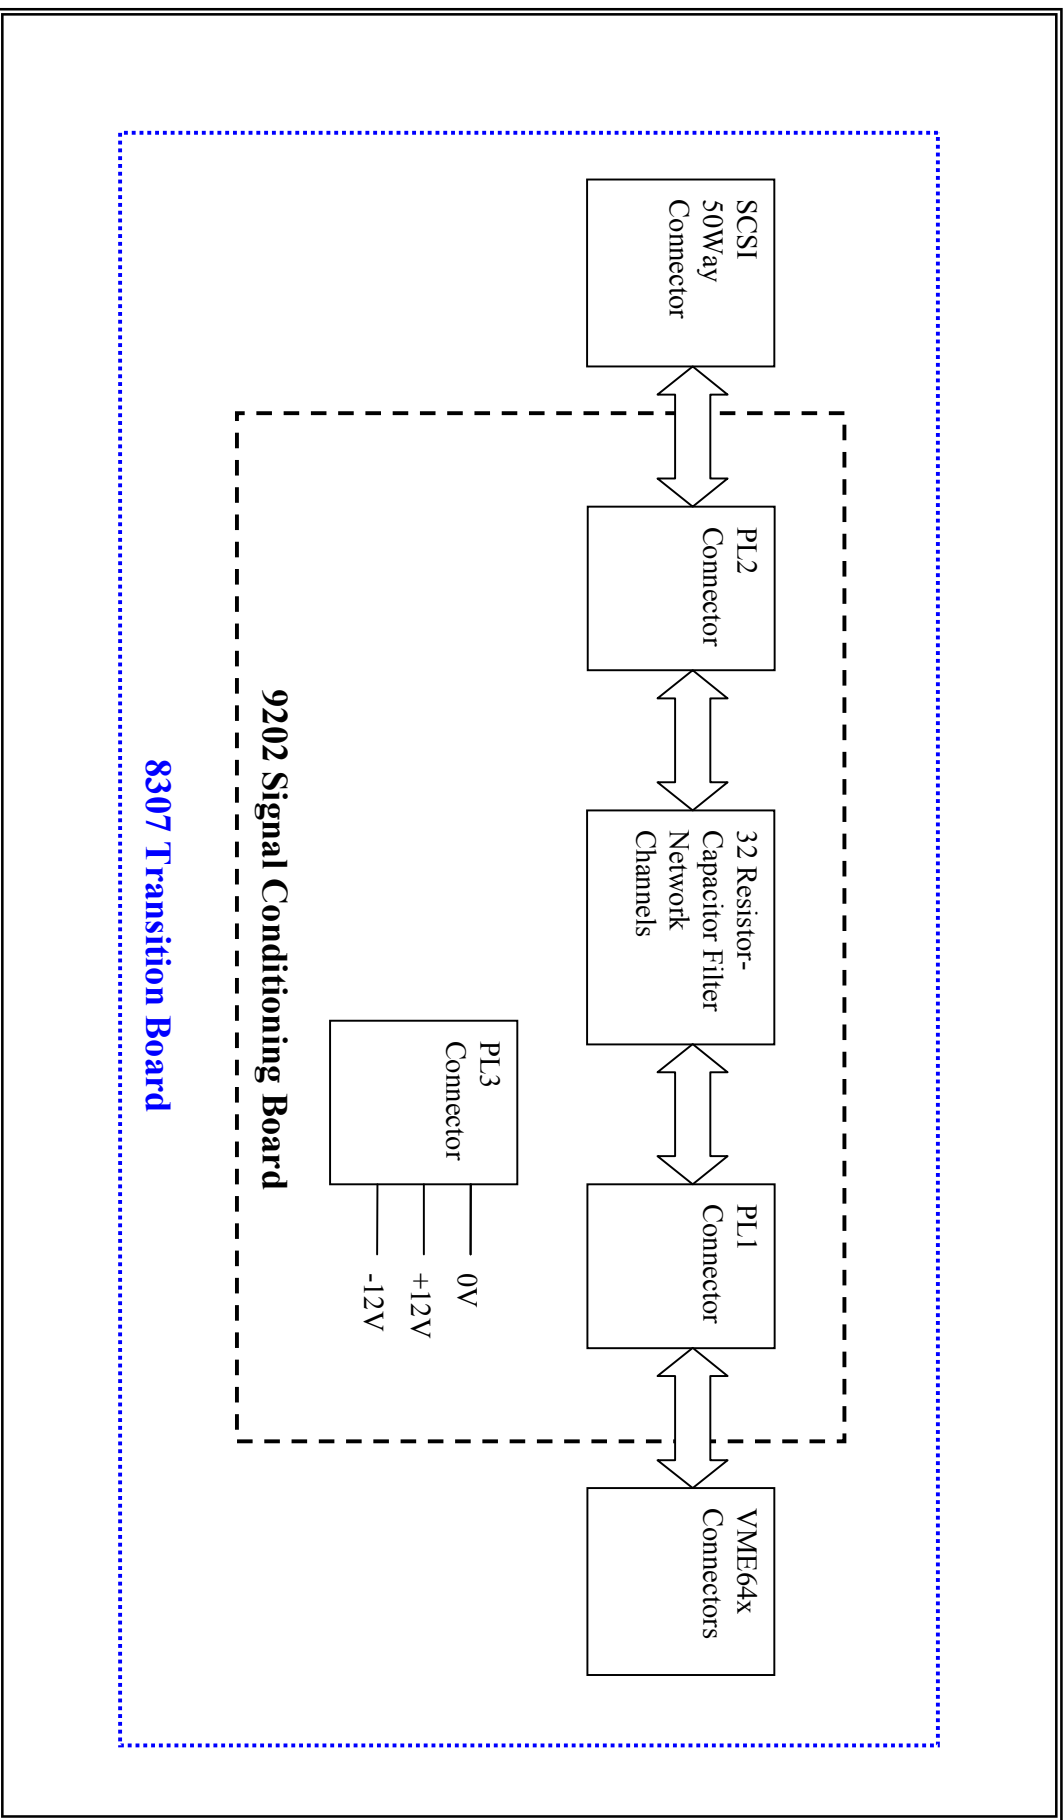 SCSI
50Way
Connector
PL2
Connector
32 Resistor-
Capacitor Filter
Network
Channels
PL1
Connector
VME64x
Connectors
PL3
Connector
0V
+12V
-12V
9202 Signal Conditioning Board
8307 Transition Board